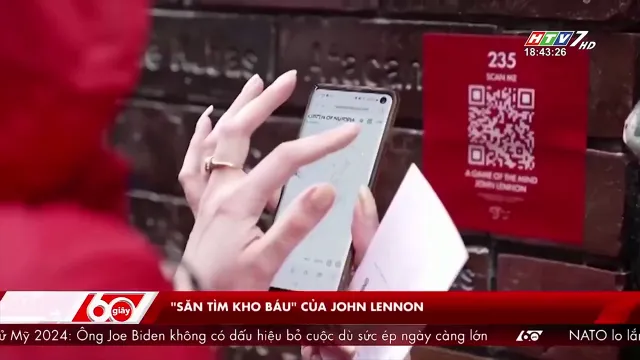 HTV7 HD
18:43:26
235
SCAN ME
A GAME OF THE MIND
JOHN LENNON
60 giây
"SĂN TÌM KHO BÁU" CỦA JOHN LENNON
ử Mỹ 2024: Ông Joe Biden không có dấu hiệu bỏ cuộc dù sức ép ngày càng lớn
60s
NATO lo lắ